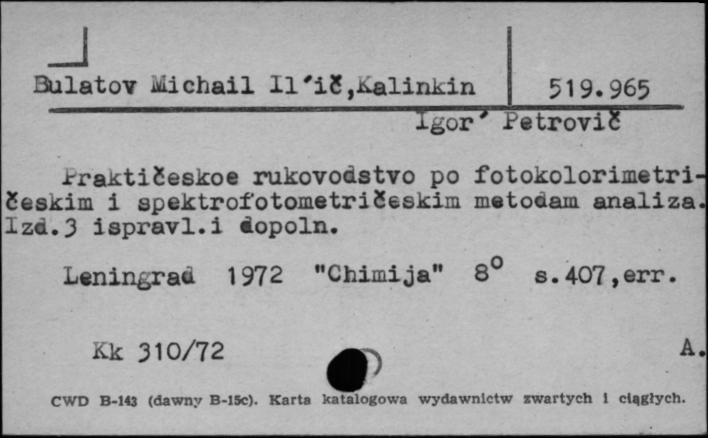 Bulatov Michail Il´ič,Kalinkin 519.965
Igor´ Petrovič
Praktičeskoe rukovodstvo po fotokolorimetri-
českim i spektrofotometričeskim metodam analiza.
Izd.3 ispravl.i dopoln.
Leningrad 1972 "Chimija" 8° s.407,err.
Kk 310/72 A.
CWD B-143 (dawny B-15c). Karta katalogowa wydawnictw zwartych i ciągłych.